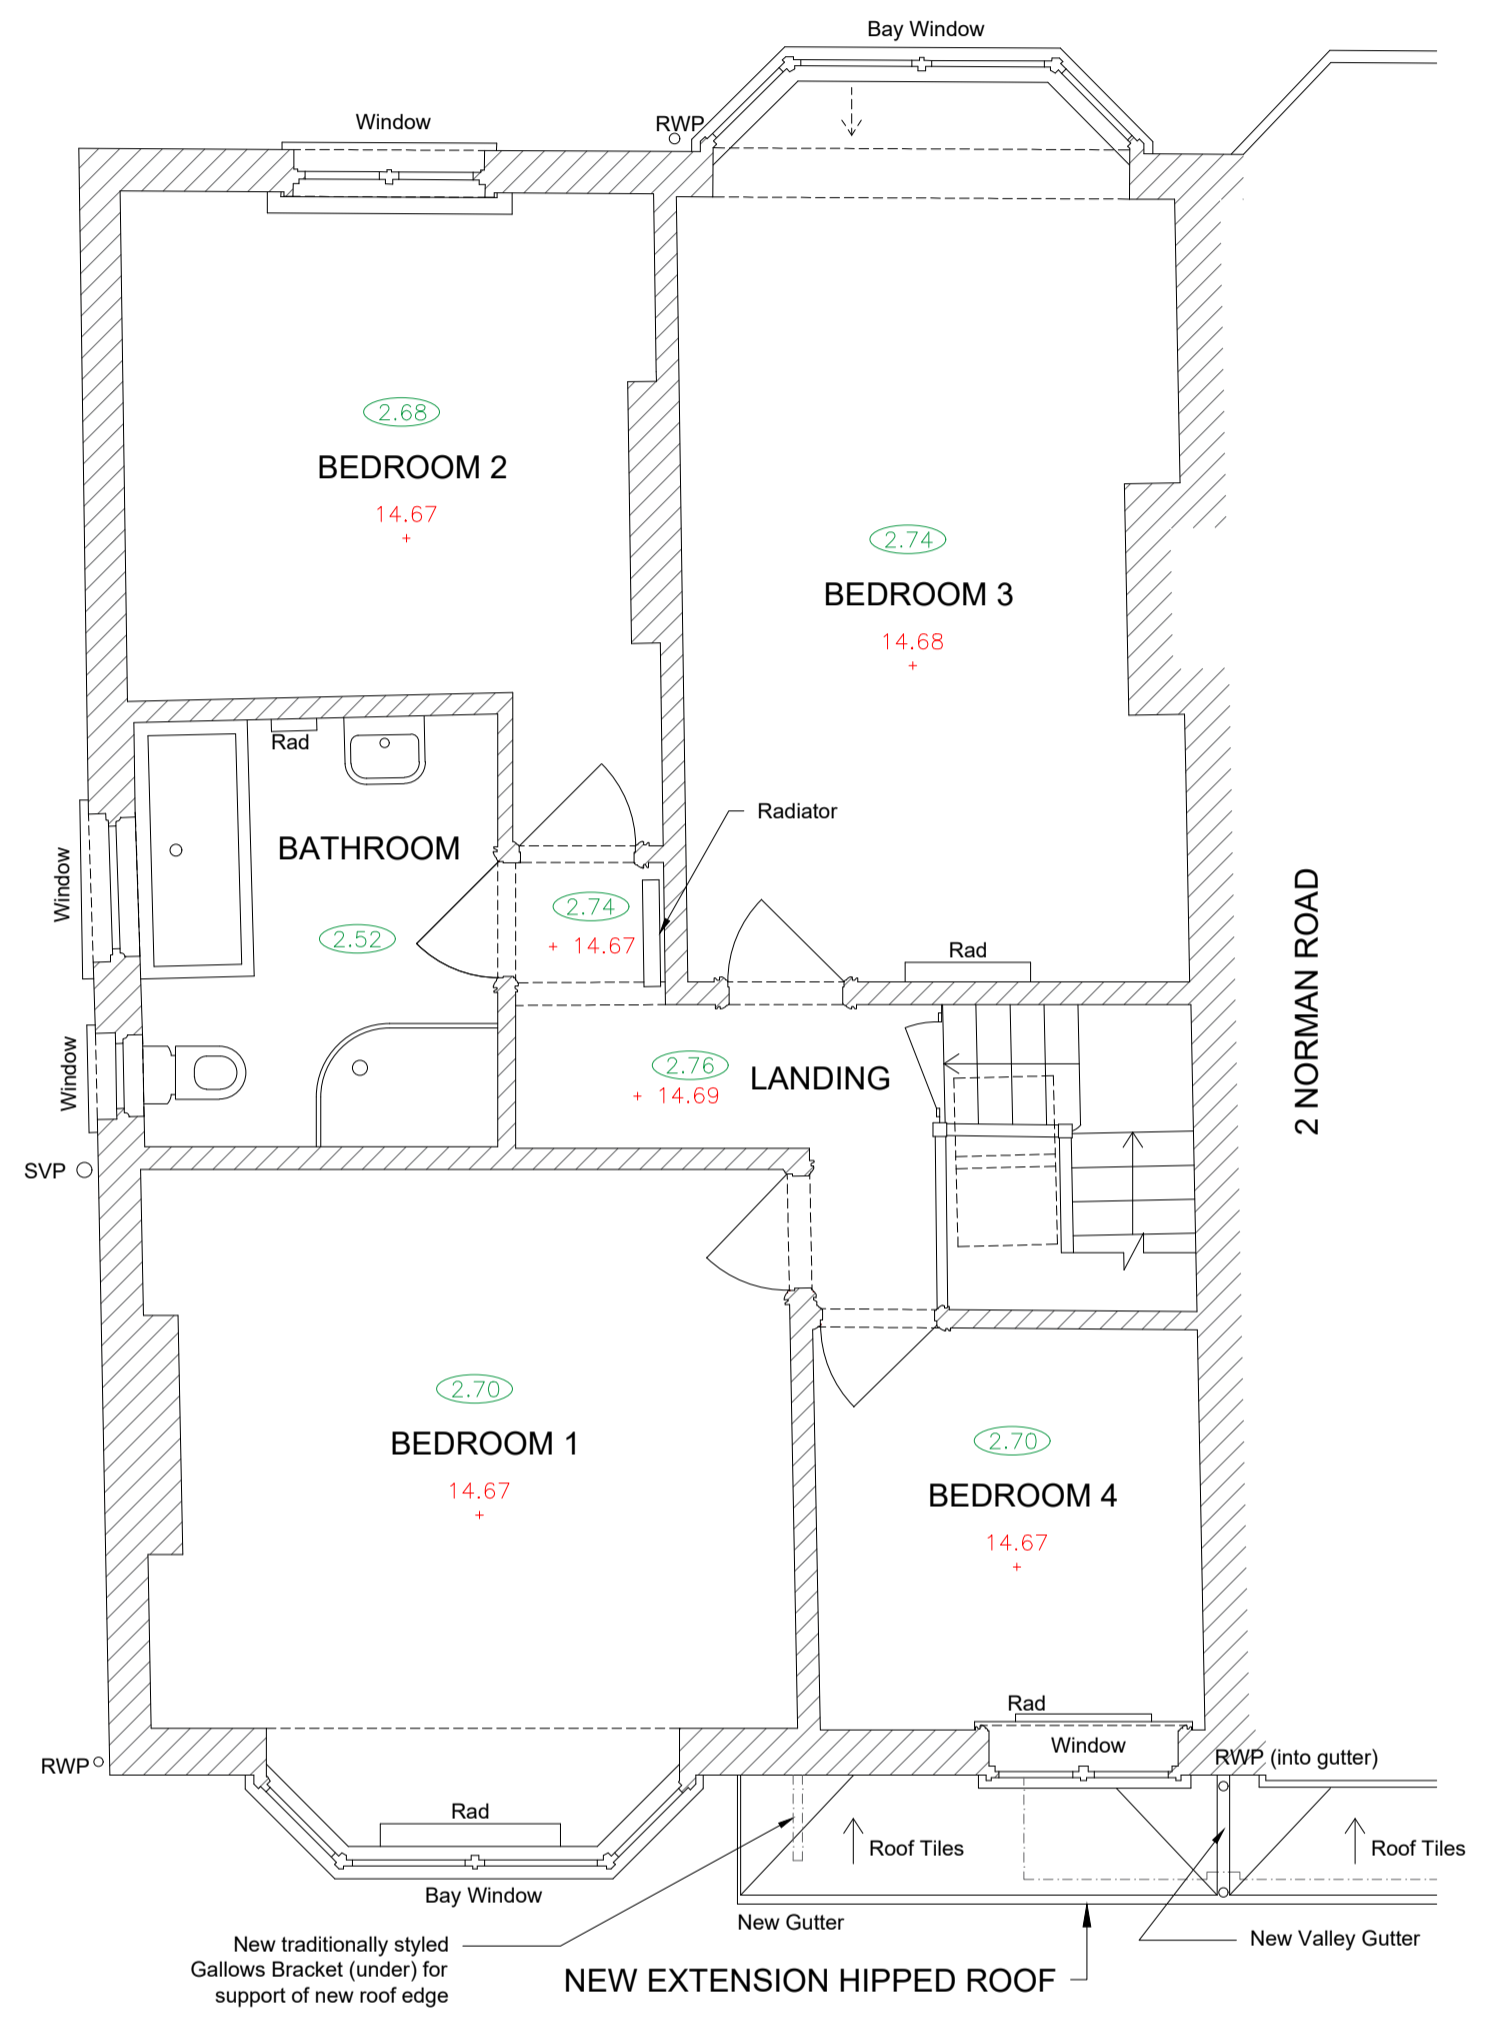 Bay Window
Window
RWP
2.68
BEDROOM 2
14.67
+
2.74
BEDROOM 3
14.68
+
Rad
BATHROOM
Radiator
Window
2.52
2.74
+ 14.67
Rad
2 NORMAN ROAD
Window
2.76
LANDING
+ 14.69
SVP
2.70
BEDROOM 1
14.67
+
2.70
BEDROOM 4
14.67
+
Rad
Window
RWP
RWP (into gutter)
Rad
Roof Tiles
Roof Tiles
Bay Window
New Gutter
New Valley Gutter
New traditionally styled
Gallows Bracket (under) for
support of new roof edge
NEW EXTENSION HIPPED ROOF